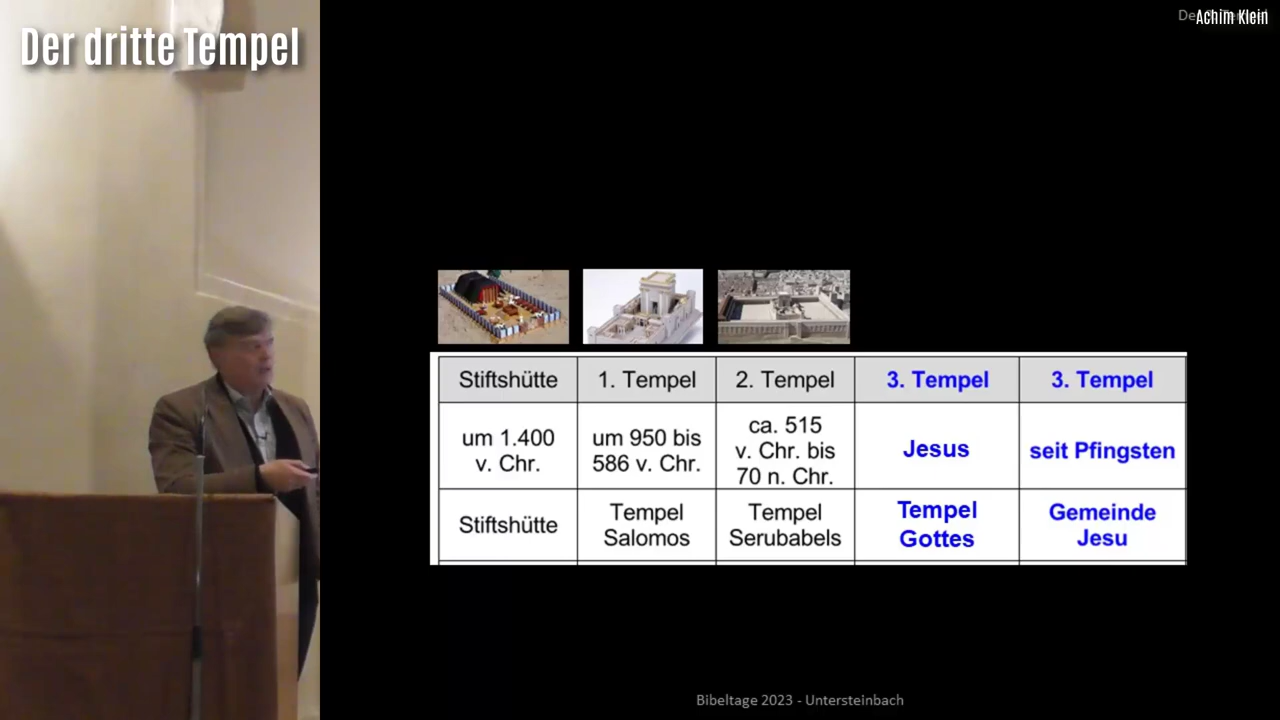 Der dritte Tempel
Achim Klein
Stiftshütte
1. Tempel
2. Tempel
3. Tempel
3. Tempel
um 1.400
v. Chr.
um 950 bis
586 v. Chr.
ca. 515
v. Chr. bis
70 n. Chr.
Jesus
seit Pfingsten
Stiftshütte
Tempel
Salomos
Tempel
Serubabels
Tempel
Gottes
Gemeinde
Jesu
Bibeltage 2023 - Untersteinbach